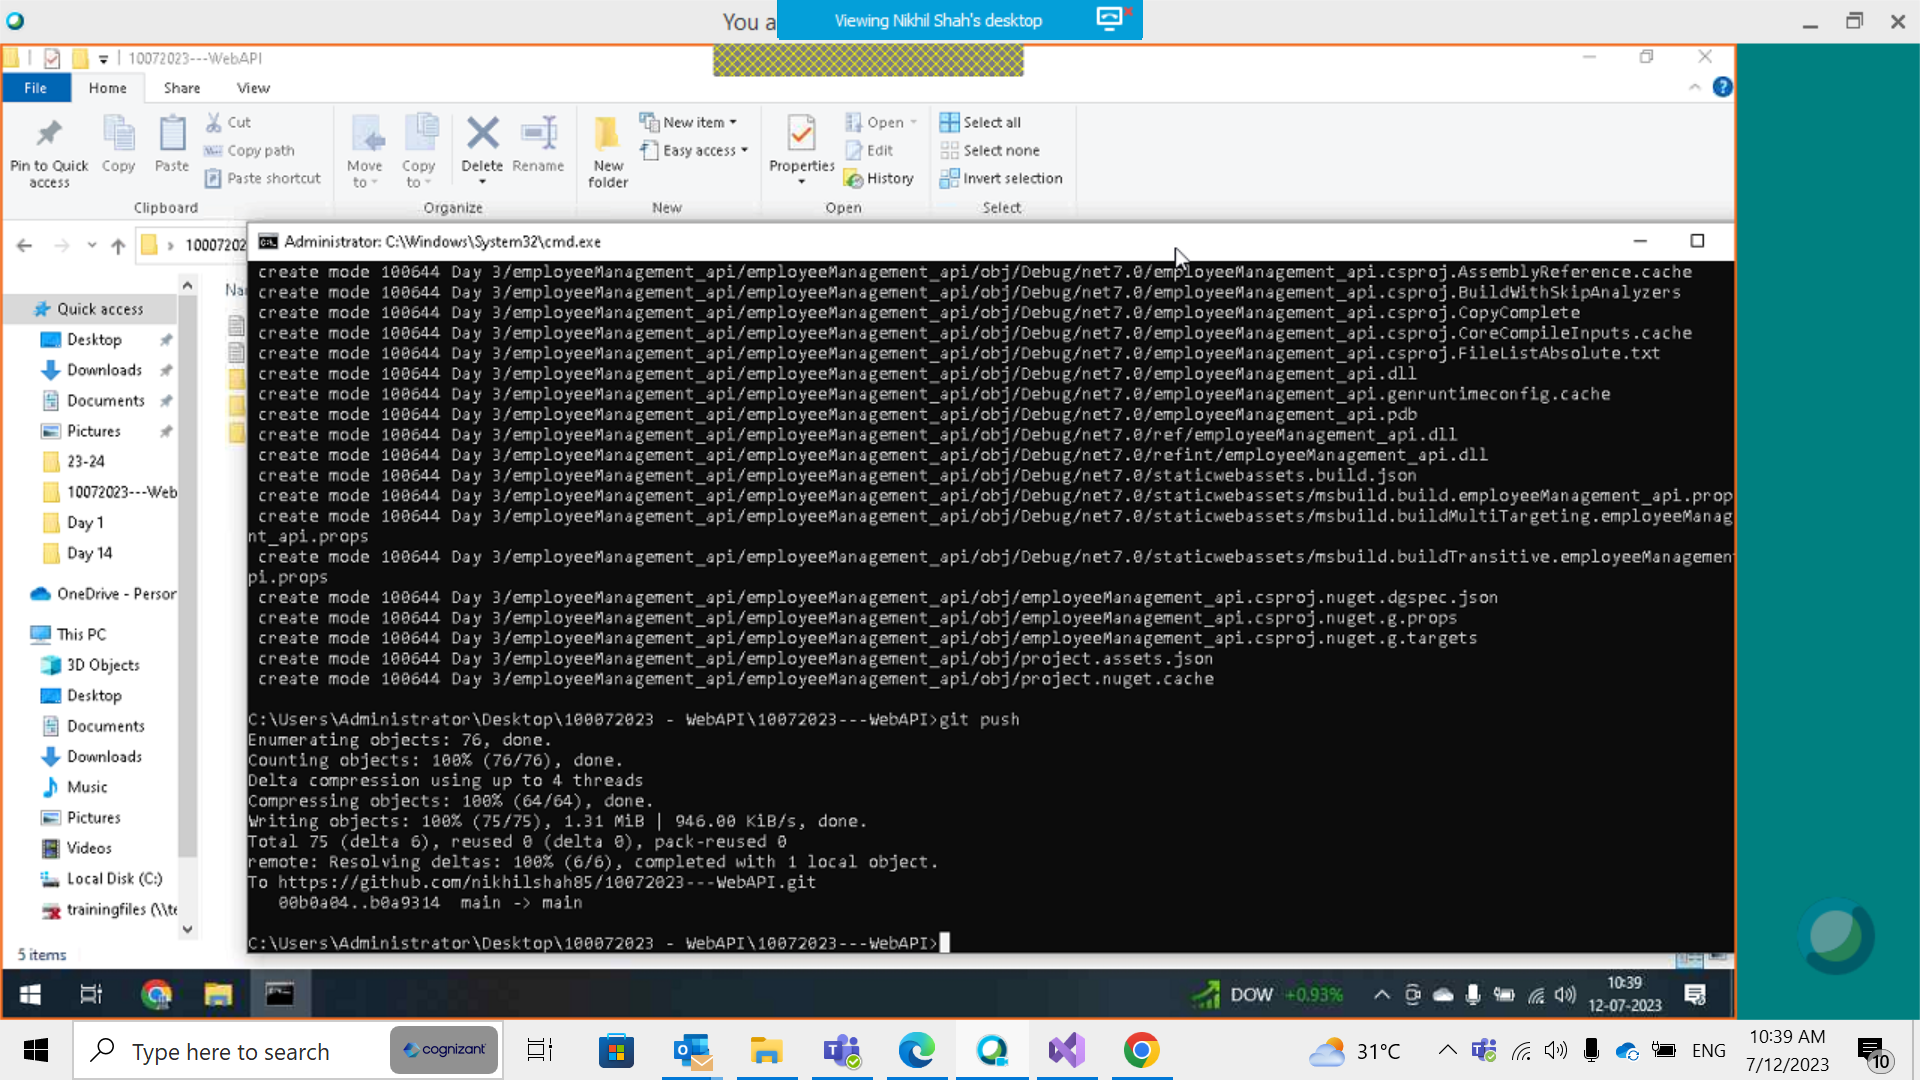 You a
Viewing Nikhil Shah's desktop
10072023---WebAPI
File
Home
Share
View
Pin to Quick access
Copy
Paste
Cut
Copy path
Paste shortcut
Clipboard
Move to
Copy to
Delete
Rename
Organize
New folder
New item
Easy access
New
Properties
Open
Edit
History
Open
Select all
Select none
Invert selection
Select
1007202
Administrator: C:\Windows\System32\cmd.exe
Na
Quick access
Desktop
Downloads
Documents
Pictures
23-24
10072023---Web
Day 1
Day 14
OneDrive - Persor
This PC
3D Objects
Desktop
Documents
Downloads
Music
Pictures
Videos
Local Disk (C:)
trainingfiles (\\te
5 items
create mode 100644 Day 3/employeeManagement_api/employeeManagement_api/obj/Debug/net7.0/employeeManagement_api.csproj.AssemblyReference.cache
create mode 100644 Day 3/employeeManagement_api/employeeManagement_api/obj/Debug/net7.0/employeeManagement_api.csproj.BuildWithSkipAnalyzers
create mode 100644 Day 3/employeeManagement_api/employeeManagement_api/obj/Debug/net7.0/employeeManagement_api.csproj.CopyComplete
create mode 100644 Day 3/employeeManagement_api/employeeManagement_api/obj/Debug/net7.0/employeeManagement_api.csproj.CoreCompileInputs.cache
create mode 100644 Day 3/employeeManagement_api/employeeManagement_api/obj/Debug/net7.0/employeeManagement_api.csproj.FileListAbsolute.txt
create mode 100644 Day 3/employeeManagement_api/employeeManagement_api/obj/Debug/net7.0/employeeManagement_api.dll
create mode 100644 Day 3/employeeManagement_api/employeeManagement_api/obj/Debug/net7.0/employeeManagement_api.genruntimeconfig.cache
create mode 100644 Day 3/employeeManagement_api/employeeManagement_api/obj/Debug/net7.0/employeeManagement_api.pdb
create mode 100644 Day 3/employeeManagement_api/employeeManagement_api/obj/Debug/net7.0/ref/employeeManagement_api.dll
create mode 100644 Day 3/employeeManagement_api/employeeManagement_api/obj/Debug/net7.0/refint/employeeManagement_api.dll
create mode 100644 Day 3/employeeManagement_api/employeeManagement_api/obj/Debug/net7.0/staticwebassets.build.json
create mode 100644 Day 3/employeeManagement_api/employeeManagement_api/obj/Debug/net7.0/staticwebassets/msbuild.build.employeeManagement_api.prop
create mode 100644 Day 3/employeeManagement_api/employeeManagement_api/obj/Debug/net7.0/staticwebassets/msbuild.buildMultiTargeting.employeeManag
nt_api.props
create mode 100644 Day 3/employeeManagement_api/employeeManagement_api/obj/Debug/net7.0/staticwebassets/msbuild.buildTransitive.employeeManagemen
pi.props
create mode 100644 Day 3/employeeManagement_api/employeeManagement_api/obj/employeeManagement_api.csproj.nuget.dgspec.json
create mode 100644 Day 3/employeeManagement_api/employeeManagement_api/obj/employeeManagement_api.csproj.nuget.g.props
create mode 100644 Day 3/employeeManagement_api/employeeManagement_api/obj/employeeManagement_api.csproj.nuget.g.targets
create mode 100644 Day 3/employeeManagement_api/employeeManagement_api/obj/project.assets.json
create mode 100644 Day 3/employeeManagement_api/employeeManagement_api/obj/project.nuget.cache
C:\Users\Administrator\Desktop\100072023 - WebAPI\10072023---WebAPI>git push
Enumerating objects: 76, done.
Counting objects: 100% (76/76), done.
Delta compression using up to 4 threads
Compressing objects: 100% (64/64), done.
Writing objects: 100% (75/75), 1.31 MiB | 946.00 KiB/s, done.
Total 75 (delta 6), reused 0 (delta 0), pack-reused 0
remote: Resolving deltas: 100% (6/6), completed with 1 local object.
To https://github.com/nikhilshah85/10072023---WebAPI.git
00b0a04..b0a9314 main -> main
C:\Users\Administrator\Desktop\100072023 - WebAPI\10072023---WebAPI>
DOW +0.93%
10:39
12-07-2023
Type here to search
cognizant
31°C
ENG
10:39 AM
7/12/2023
10